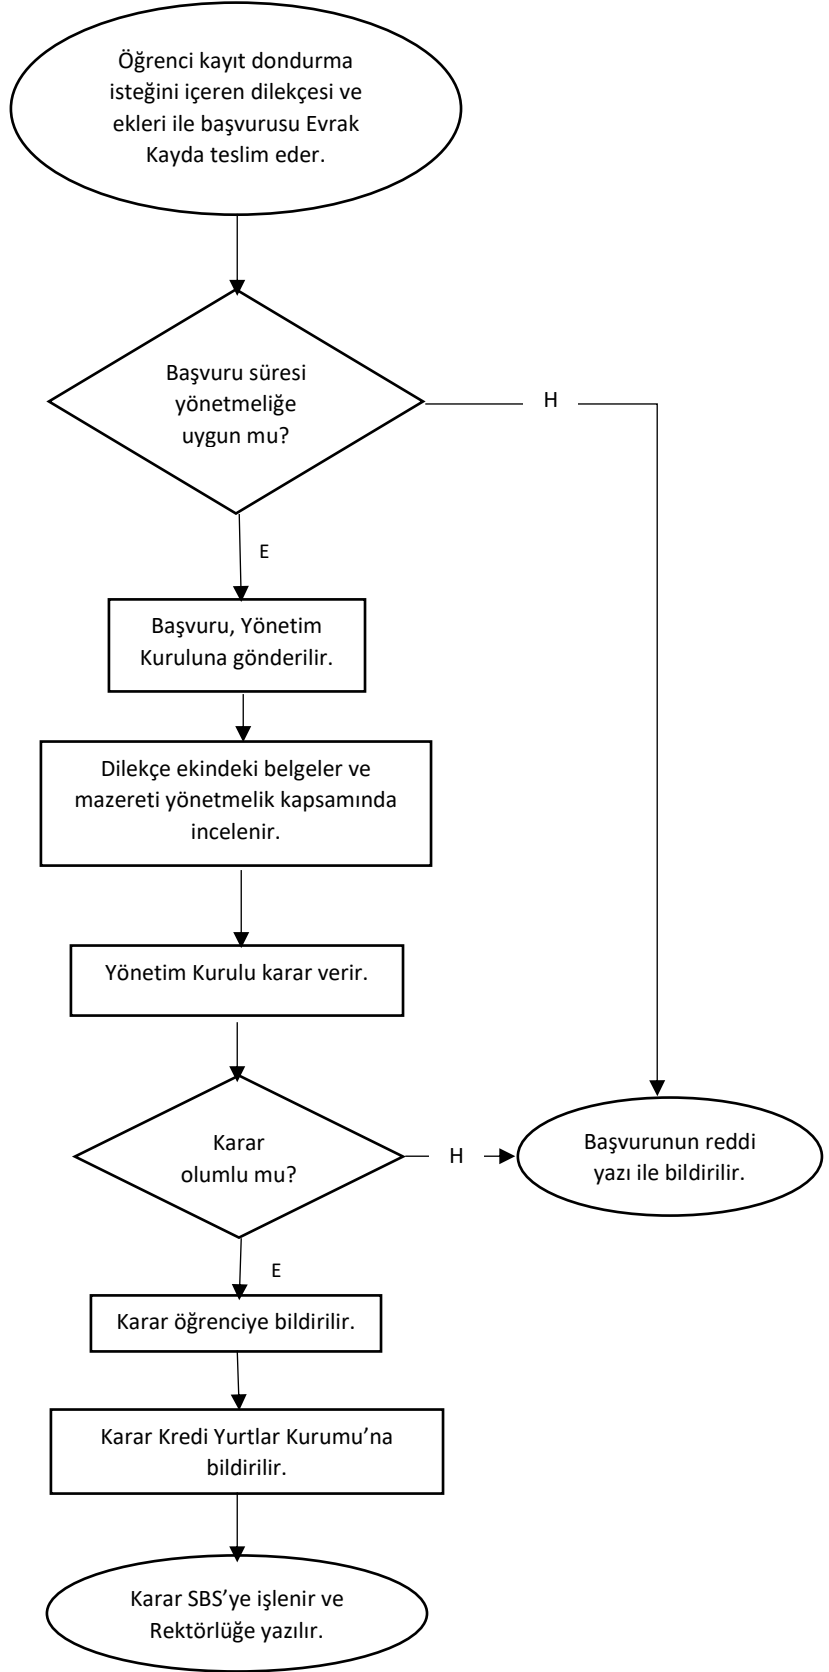 Öğrenci kayıt dondurma
isteğini içeren dilekçesi ve
ekleri ile başvurusu Evrak
Kayda teslim eder.
Başvuru süresi
yönetmeliğe
uygun mu?
H
E
Başvuru, Yönetim
Kuruluna gönderilir.
Dilekçe ekindeki belgeler ve
mazereti yönetmelik kapsamında
incelenir.
Yönetim Kurulu karar verir.
Karar
olumlu mu?
H
Başvurunun reddi
yazı ile bildirilir.
E
Karar öğrenciye bildirilir.
Karar Kredi Yurtlar Kurumu’na
bildirilir.
Karar SBS’ye işlenir ve
Rektörlüğe yazılır.